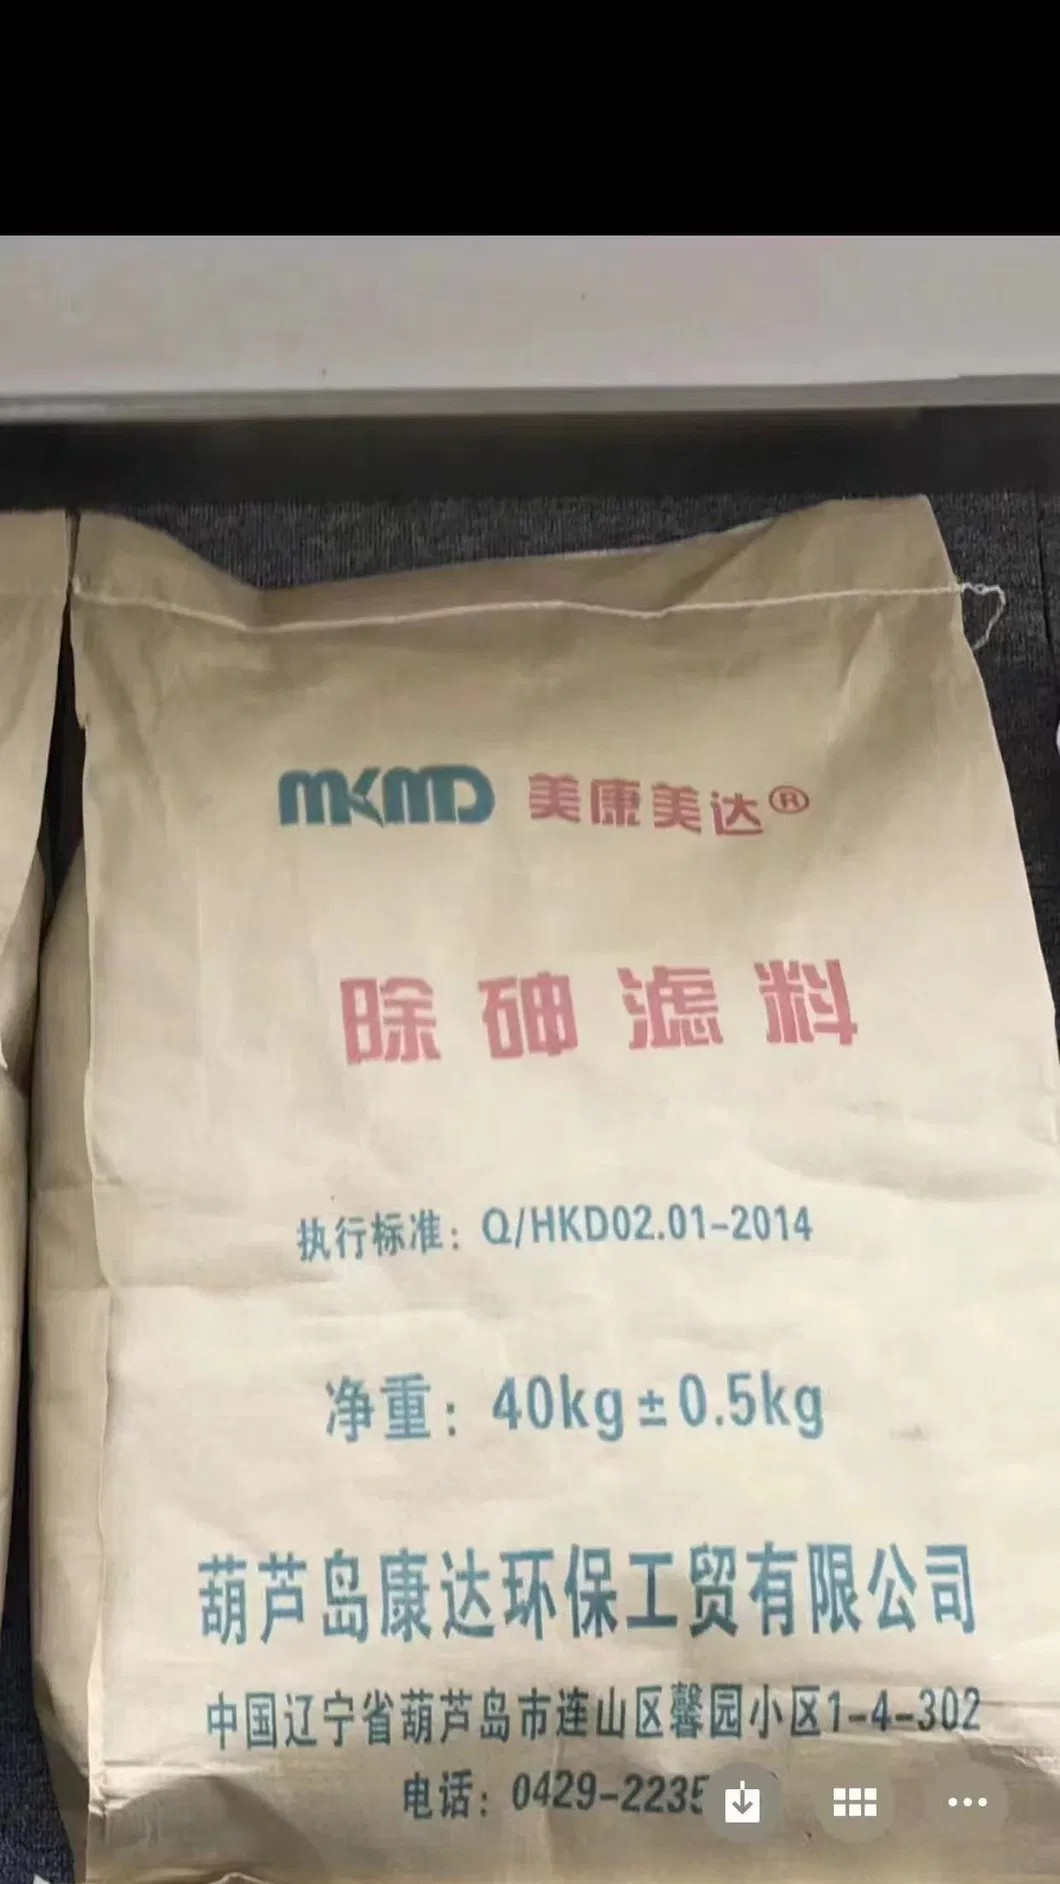 MKMD 美康美达®
除砷滤料
执行标准：Q/HKD02.01-2014
净重：40kg±0.5kg
葫芦岛康达环保工贸有限公司
中国辽宁省葫芦岛市连山区馨园小区1-4-302
电话：0429-2235